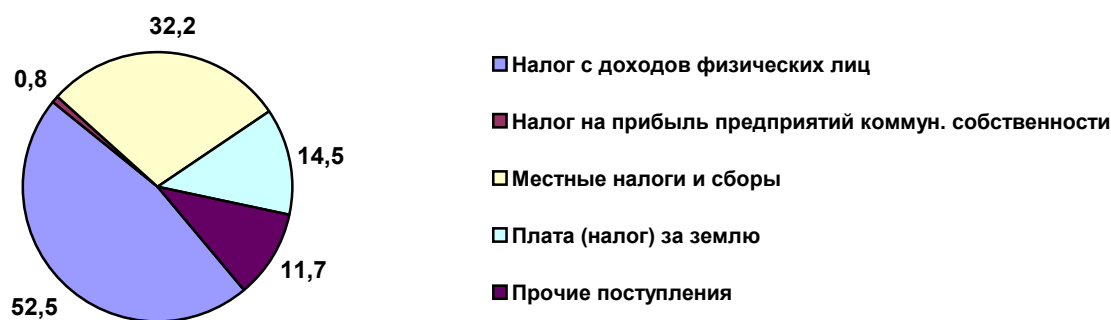 32,2
0,8
14,5
11,7
52,5
Налог с доходов физических лиц
Налог на прибыль предприятий коммун. собственности
Местные налоги и сборы
Плата (налог) за землю
Прочие поступления